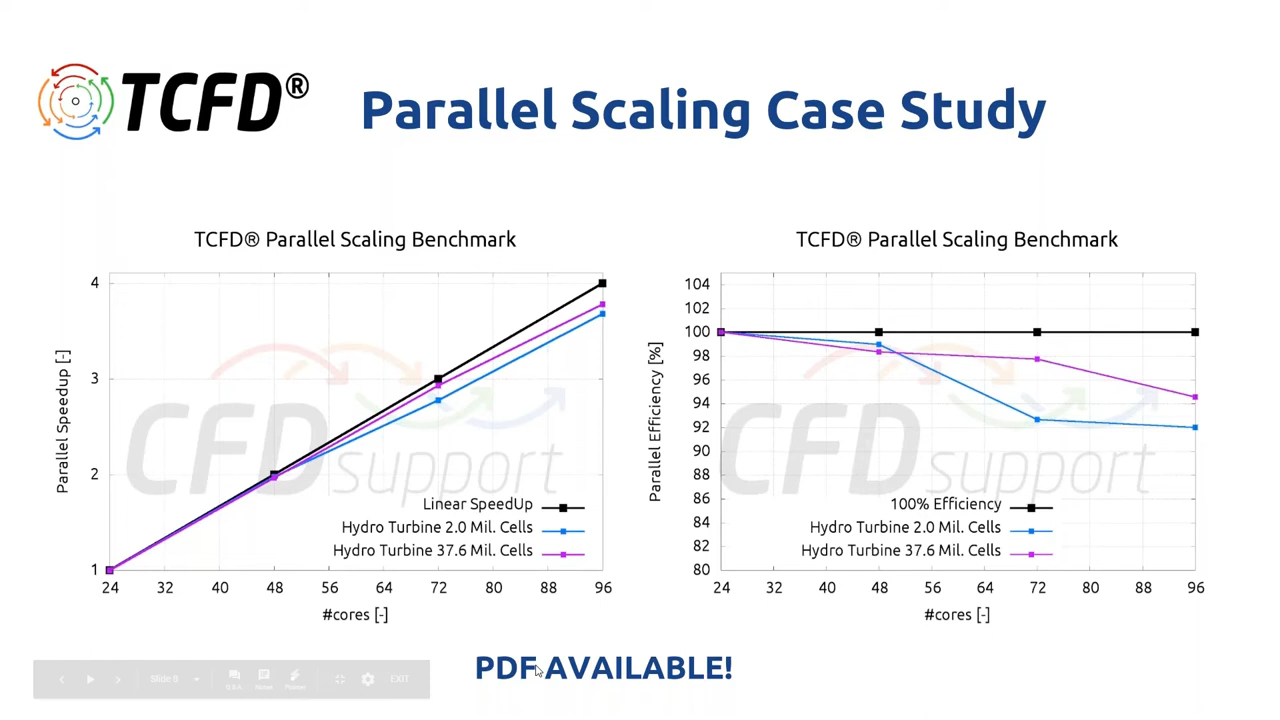 TCFD®
Parallel Scaling Case Study
TCFD® Parallel Scaling Benchmark
Parallel Speedup [-]
4
3
2
1
CFD support
Linear SpeedUp
Hydro Turbine 2.0 Mil. Cells
Hydro Turbine 37.6 Mil. Cells
24 32 40 48 56 64 72 80 88 96
#cores [-]
TCFD® Parallel Scaling Benchmark
Parallel Efficiency [%]
104
102
100
98
96
94
92
90
88
86
84
82
80
CFD support
100% Efficiency
Hydro Turbine 2.0 Mil. Cells
Hydro Turbine 37.6 Mil. Cells
24 32 40 48 56 64 72 80 88 96
#cores [-]
PDF AVAILABLE!
Q&A
Notes
Pointer
EXIT